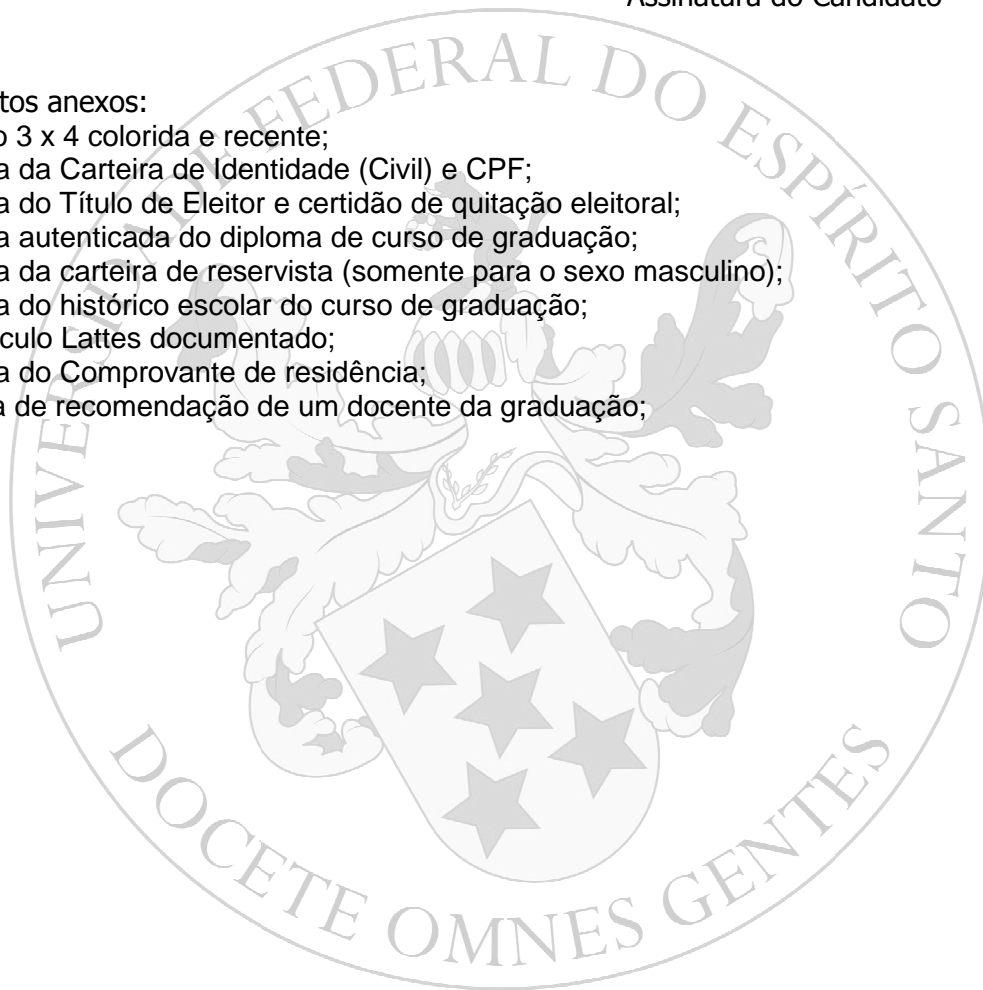 Assinatura do Candidato
tos anexos:
o 3 x 4 colorida e recente;
a da Carteira de Identidade (Civil) e CPF;
a do Título de Eleitor e certidão de quitação eleitoral;
a autenticada do diploma de curso de graduação;
a da carteira de reservista (somente para o sexo masculino);
a do histórico escolar do curso de graduação;
culo Lattes documentado;
a do Comprovante de residência;
a de recomendação de um docente da graduação;
UNIVERSIDADE FEDERAL DO ESPÍRITO SANTO
DOCETE OMNES GENTES